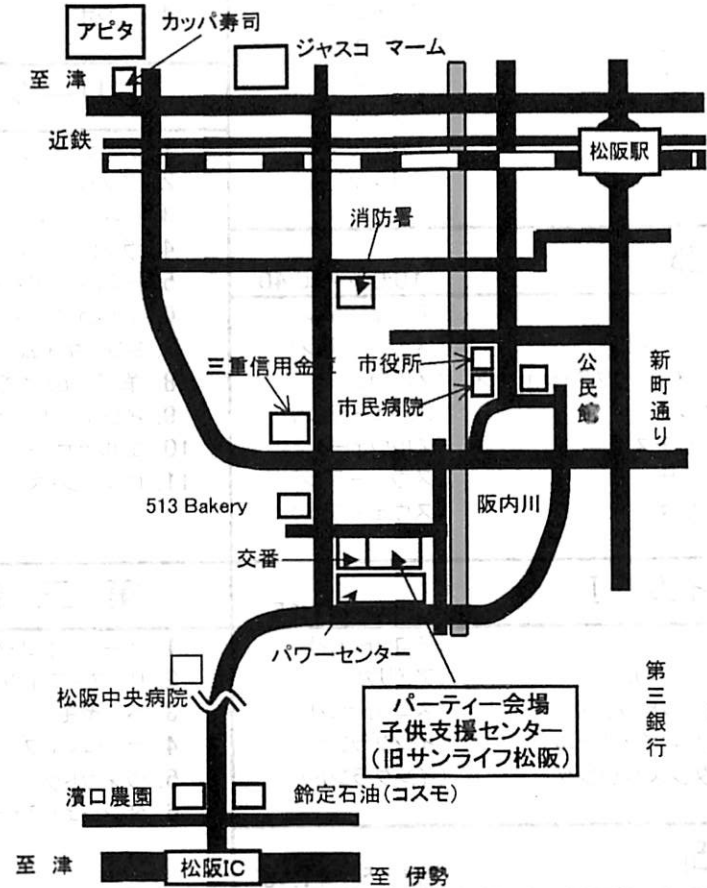 アピタ
カッパ寿司
ジャスコ マーム
至 津
近鉄
松阪駅
消防署
三重信用金庫
市役所
市民病院
公民館
新町通り
513 Bakery
阪内川
交番
パワーセンター
松阪中央病院
パーティー会場
子供支援センター
(旧サンライフ松阪)
第三銀行
濱口農園
鈴定石油(コスモ)
至 津
松阪IC
至 伊勢